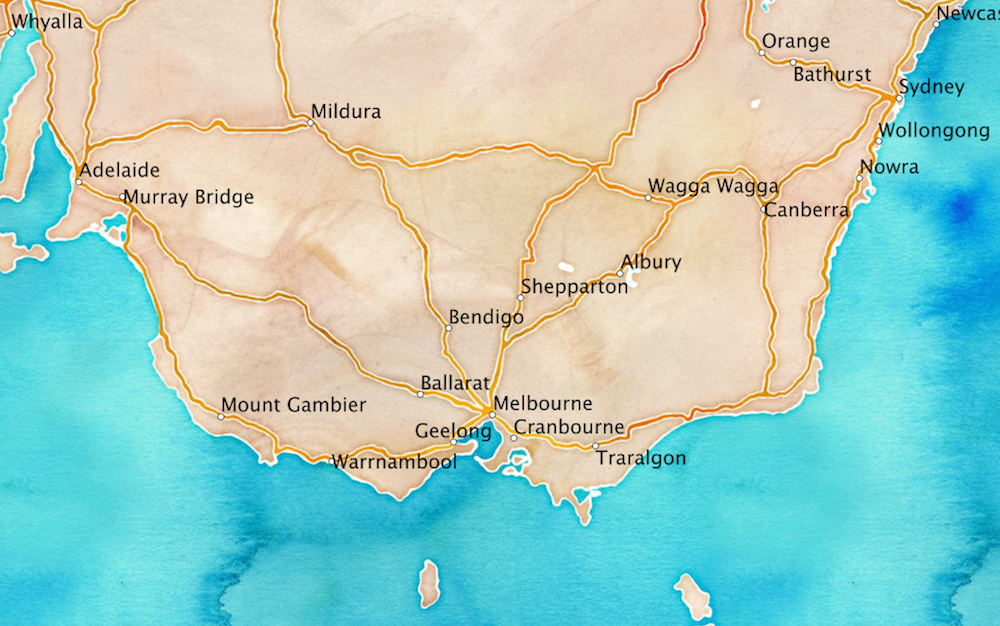 Whyalla
Newcas
Orange
Bathurst
Sydney
Mildura
Wollongong
Adelaide
Nowra
Murray Bridge
Wagga Wagga
Canberra
Albury
Shepparton
Bendigo
Ballarat
Mount Gambier
Melbourne
Geelong
Cranbourne
Warrnambool
Traralgon